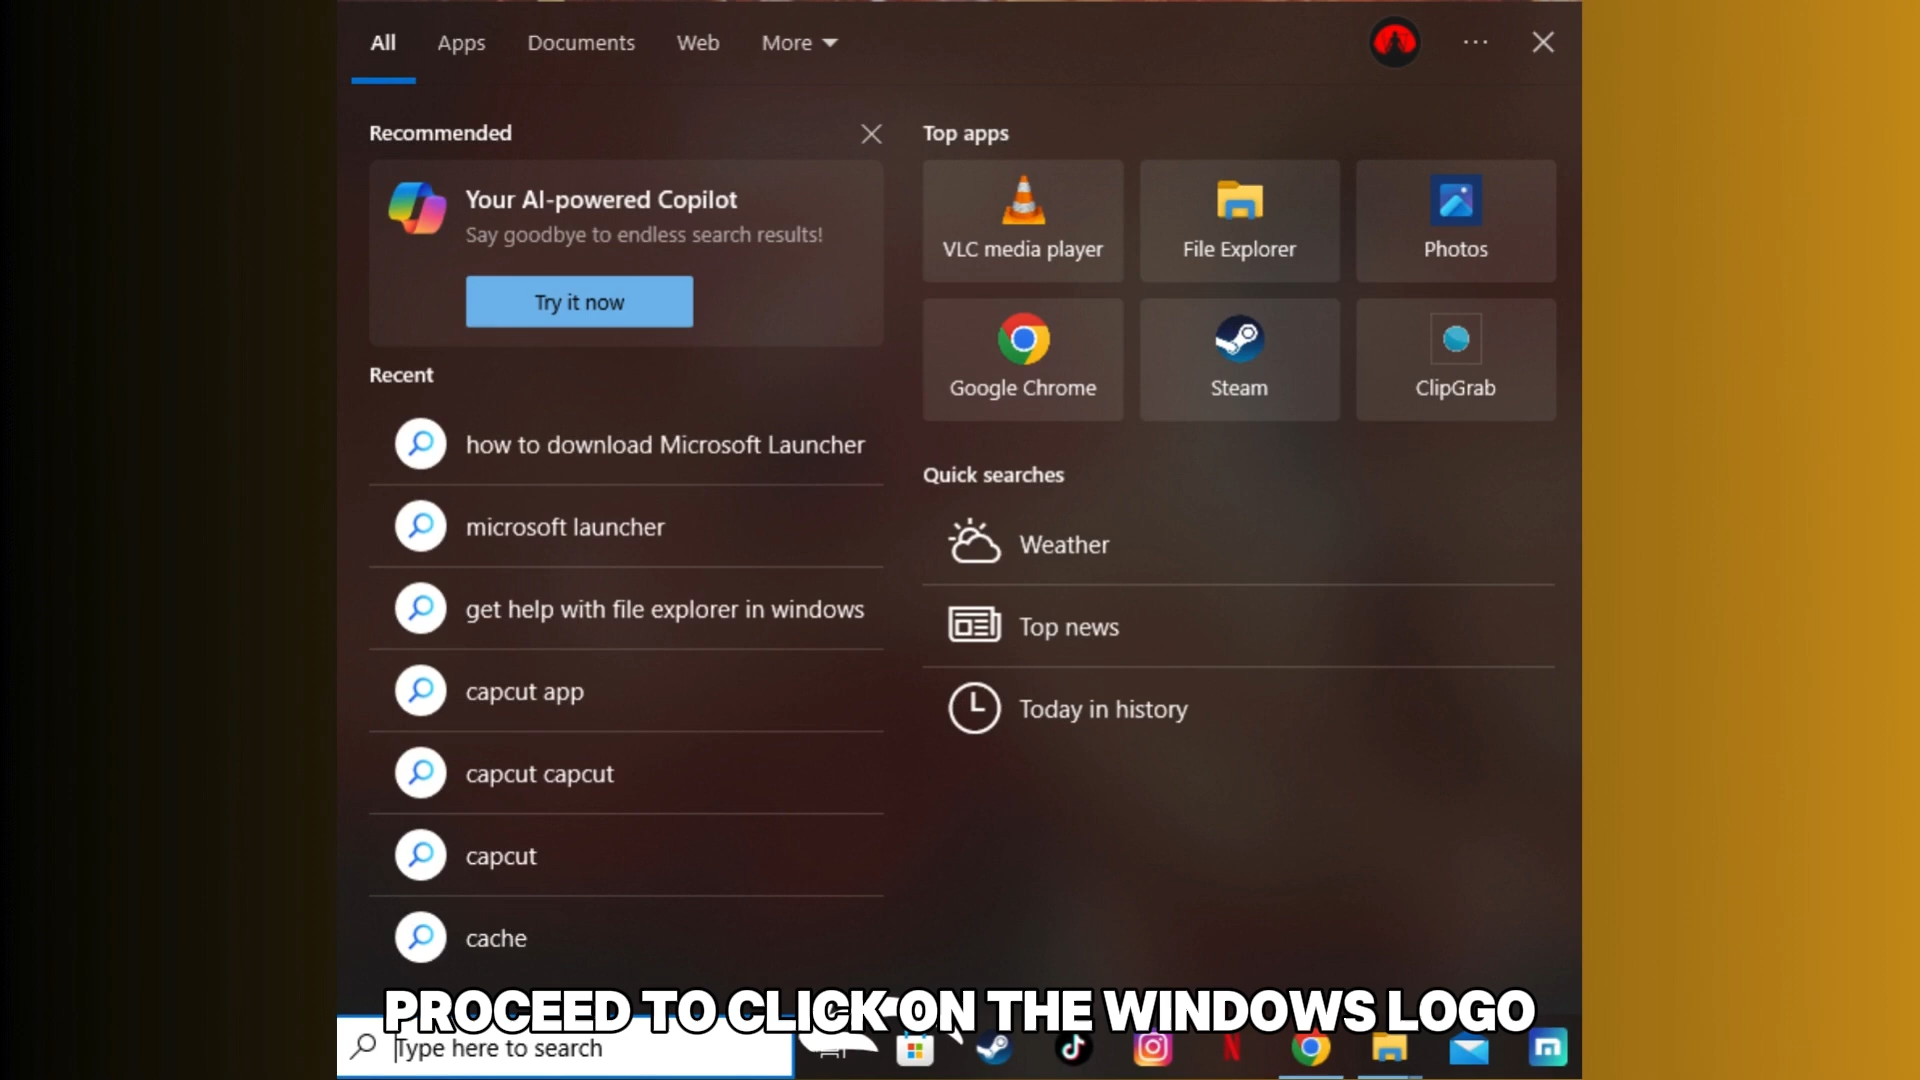 All
Apps
Documents
Web
More
Recommended
Your AI-powered Copilot
Say goodbye to endless search results!
Try it now
Top apps
VLC media player
File Explorer
Photos
Google Chrome
Steam
ClipGrab
Recent
how to download Microsoft Launcher
microsoft launcher
get help with file explorer in windows
capcut app
capcut capcut
capcut
cache
Quick searches
Weather
Top news
Today in history
PROCEED TO CLICK ON THE WINDOWS LOGO
Type here to search